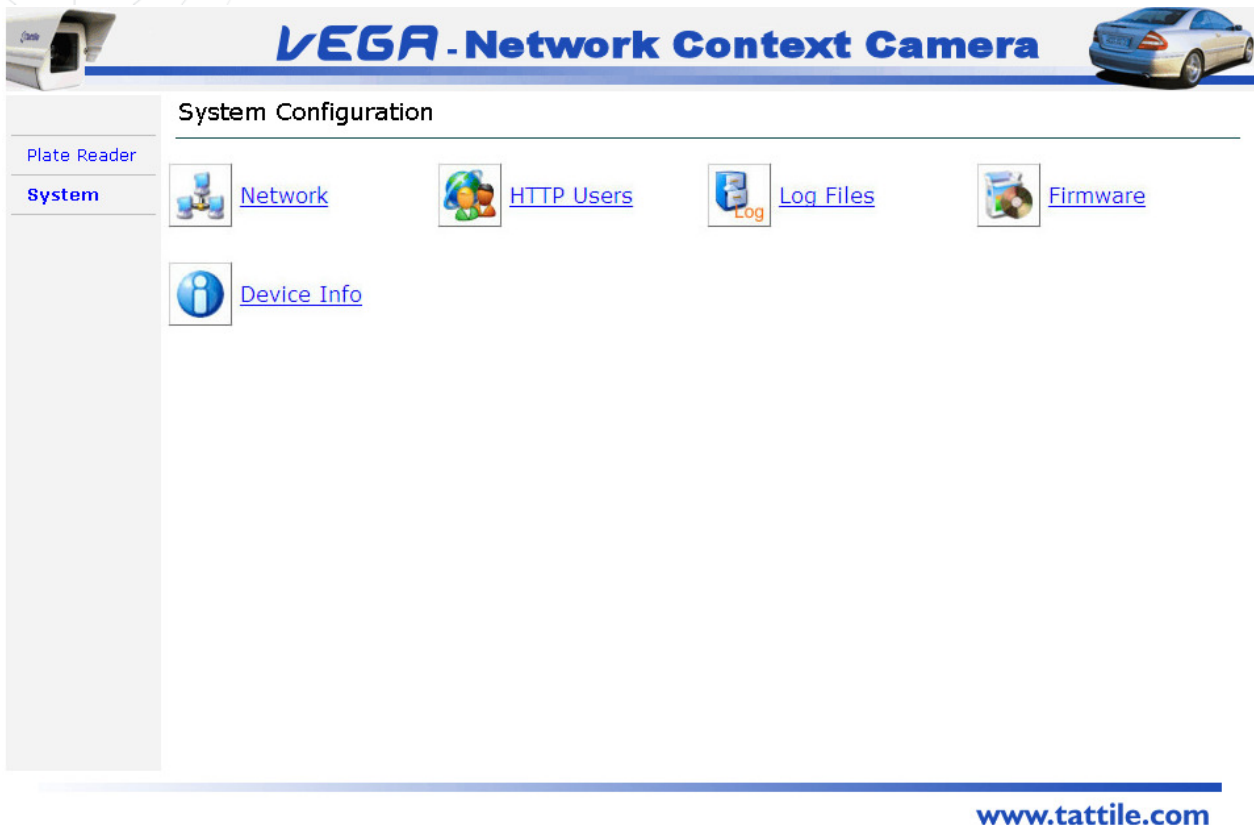 VEGA - Network Context Camera
System Configuration
Plate Reader
System
Network
HTTP Users
Log
Log Files
Firmware
Device Info
www.tattile.com